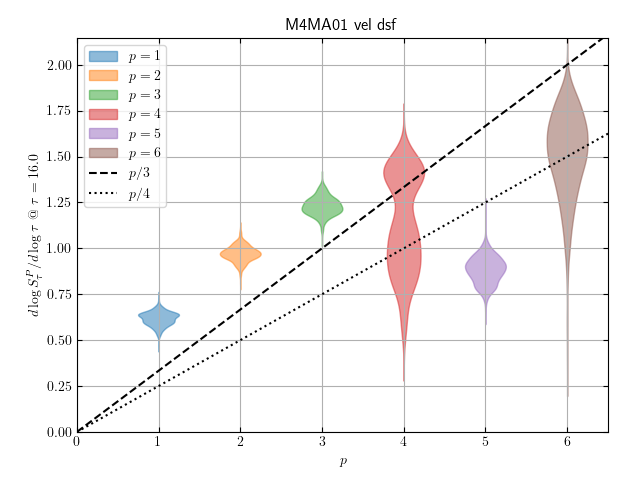 M4MA01 vel dsf
p = 1
p = 2
p = 3
p = 4
p = 5
p = 6
p/3
p/4
2.00
1.75
1.50
1.25
1.00
0.75
0.50
0.25
0.00
d log S_τ^P / d log τ @ τ = 16.0
0 1 2 3 4 5 6
p